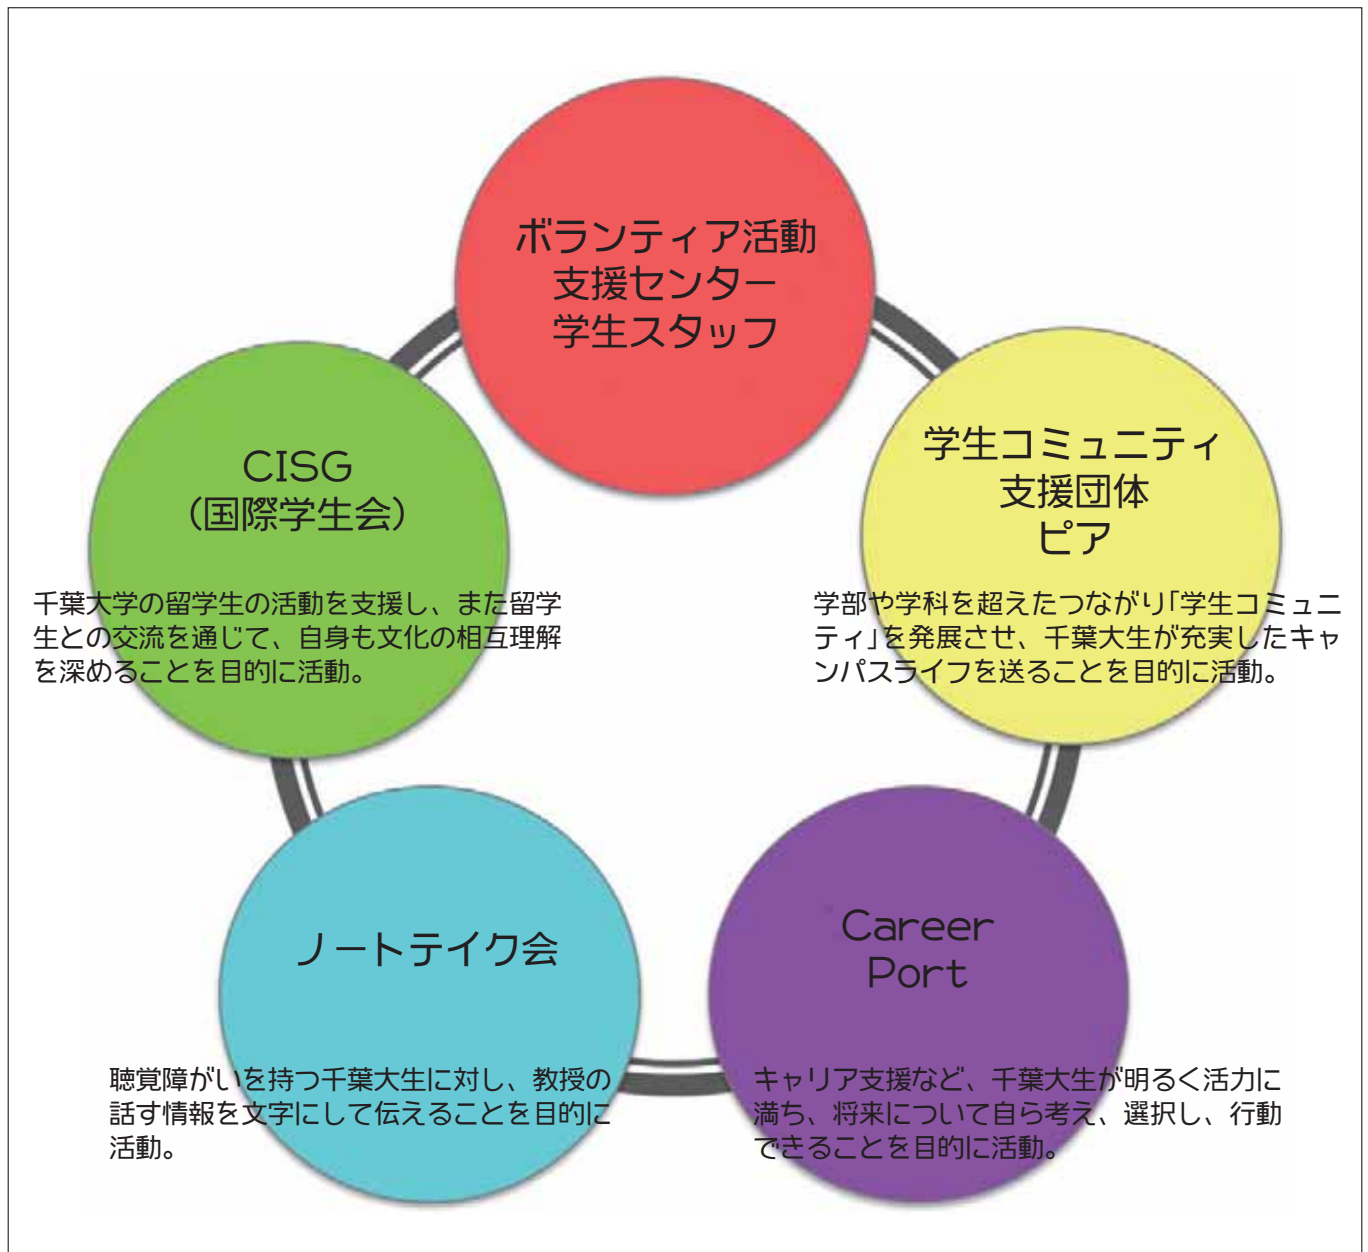 ボランティア活動
支援センター
学生スタッフ
CISG
(国際学生会)
千葉大学の留学生の活動を支援し、また留学
生との交流を通じて、自身も文化の相互理解
を深めることを目的に活動。
学生コミュニティ
支援団体
ピア
学部や学科を超えたつながり「学生コミュニ
ティ」を発展させ、千葉大生が充実したキャ
ンパスライフを送ることを目的に活動。
ノートテイク会
聴覚障がいを持つ千葉大生に対し、教授の
話す情報を文字にして伝えることを目的に
活動。
Career
Port
キャリア支援など、千葉大生が明るく活力に
満ち、将来について自ら考え、選択し、行動
できることを目的に活動。